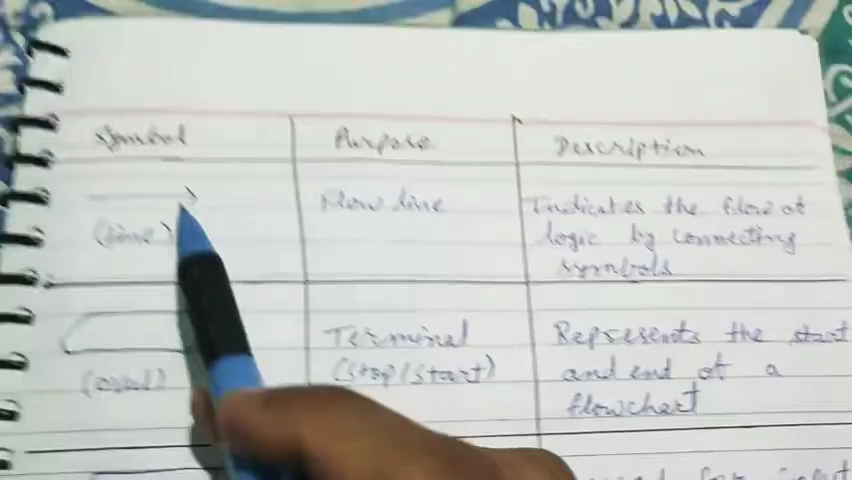 Symbol Purpose Description
(line) Flow line Indicates the flow of
logic by connecting
symbols
(oval) Terminal
(Stop/Start) Represents the start
and end of a
flowchart